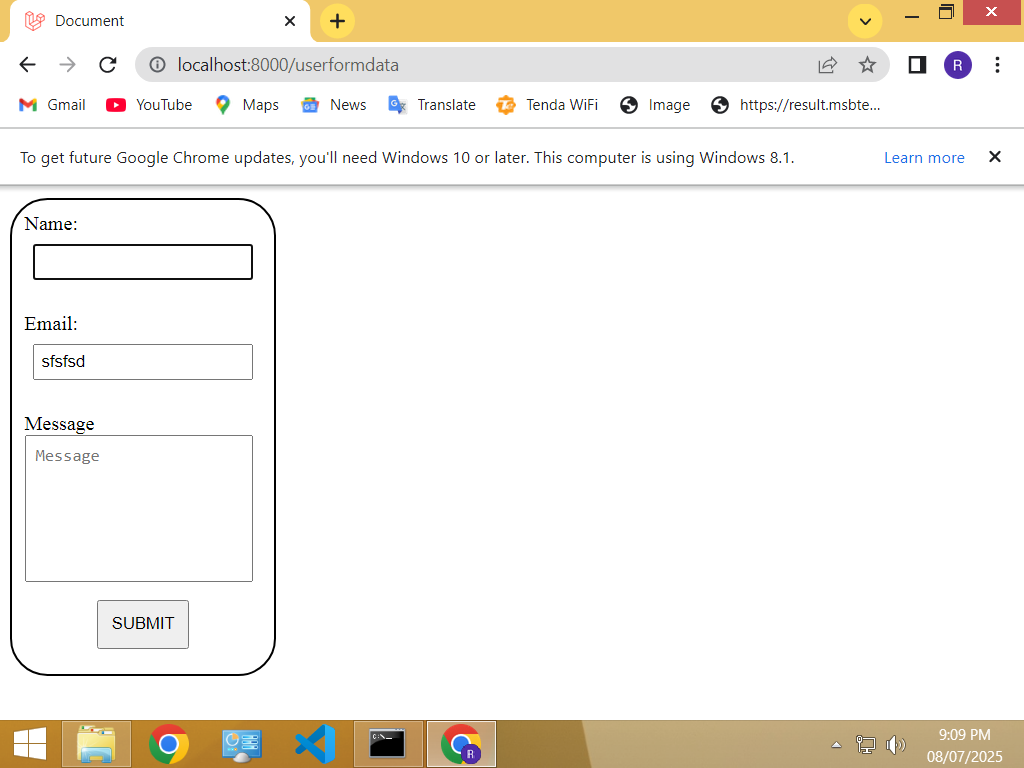 Document
localhost:8000/userformdata
R
Gmail YouTube Maps News Translate Tenda WiFi Image https://result.msbte...
To get future Google Chrome updates, you'll need Windows 10 or later. This computer is using Windows 8.1. Learn more
Name:
Email:
sfsfsd
Message
Message
SUBMIT
R
9:09 PM
08/07/2025